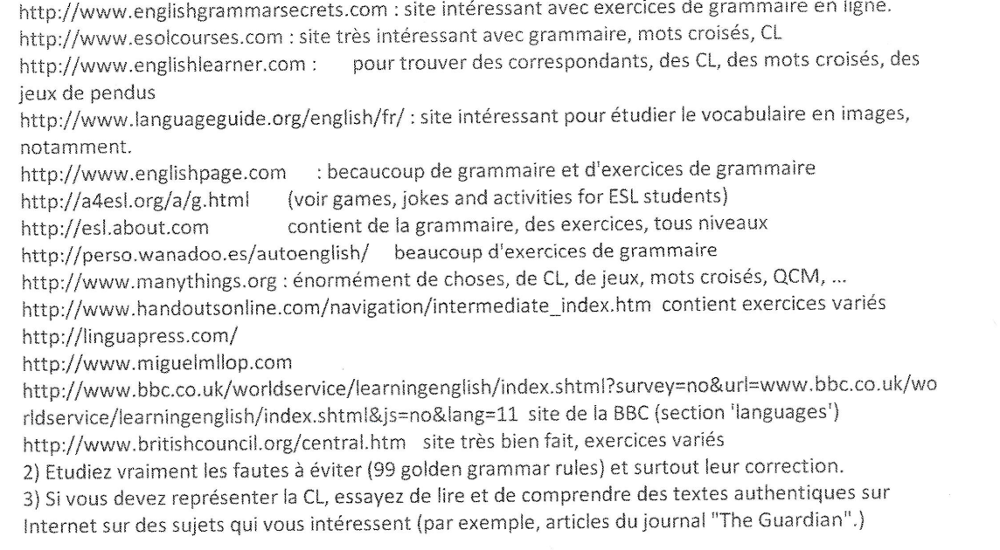 http://www.englishgrammarsecrets.com : site intéressant avec exercices de grammaire en ligne.
http://www.esolcourses.com : site très intéressant avec grammaire, mots croisés, CL
http://www.englishlearner.com : pour trouver des correspondants, des CL, des mots croisés, des
jeux de pendus
http://www.languageguide.org/english/fr/ : site intéressant pour étudier le vocabulaire en images,
notamment.
http://www.englishpage.com : becaucoup de grammaire et d'exercices de grammaire
http://a4esl.org/a/g.html (voir games, jokes and activities for ESL students)
http://esl.about.com contient de la grammaire, des exercices, tous niveaux
http://perso.wanadoo.es/autoenglish/ beaucoup d'exercices de grammaire
http://www.manythings.org : énormément de choses, de CL, de jeux, mots croisés, QCM, ...
http://www.handoutsonline.com/navigation/intermediate_index.htm contient exercices variés
http://linguapress.com/
http://www.miguelmllop.com
http://www.bbc.co.uk/worldservice/learningenglish/index.shtml?survey=no&url=www.bbc.co.uk/wo
rldservice/learningenglish/index.shtml&js=no&lang=11 site de la BBC (section 'languages')
http://www.britishcouncil.org/central.htm site très bien fait, exercices variés
2) Etudiez vraiment les fautes à éviter (99 golden grammar rules) et surtout leur correction.
3) Si vous devez représenter la CL, essayez de lire et de comprendre des textes authentiques sur
Internet sur des sujets qui vous intéressent (par exemple, articles du journal "The Guardian".)